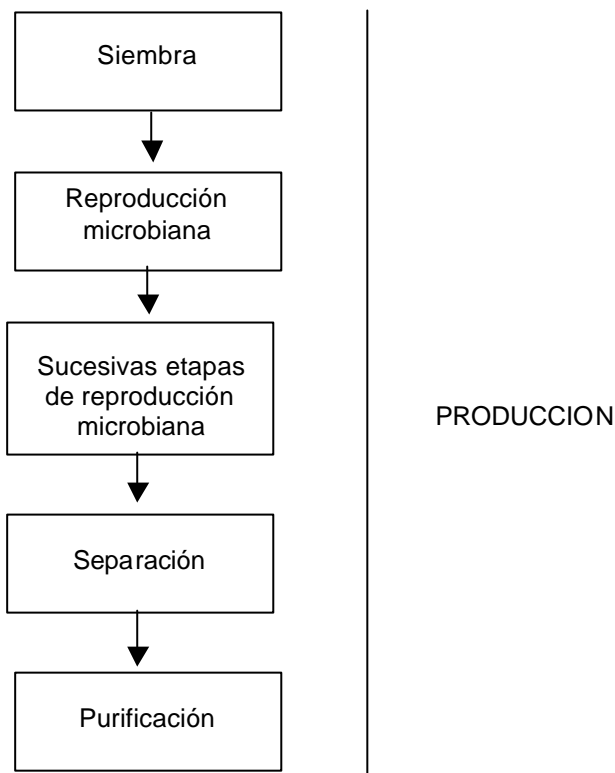 Siembra
Reproducción
microbiana
Sucesivas etapas
de reproducción
microbiana
PRODUCCION
Separación
Purificación